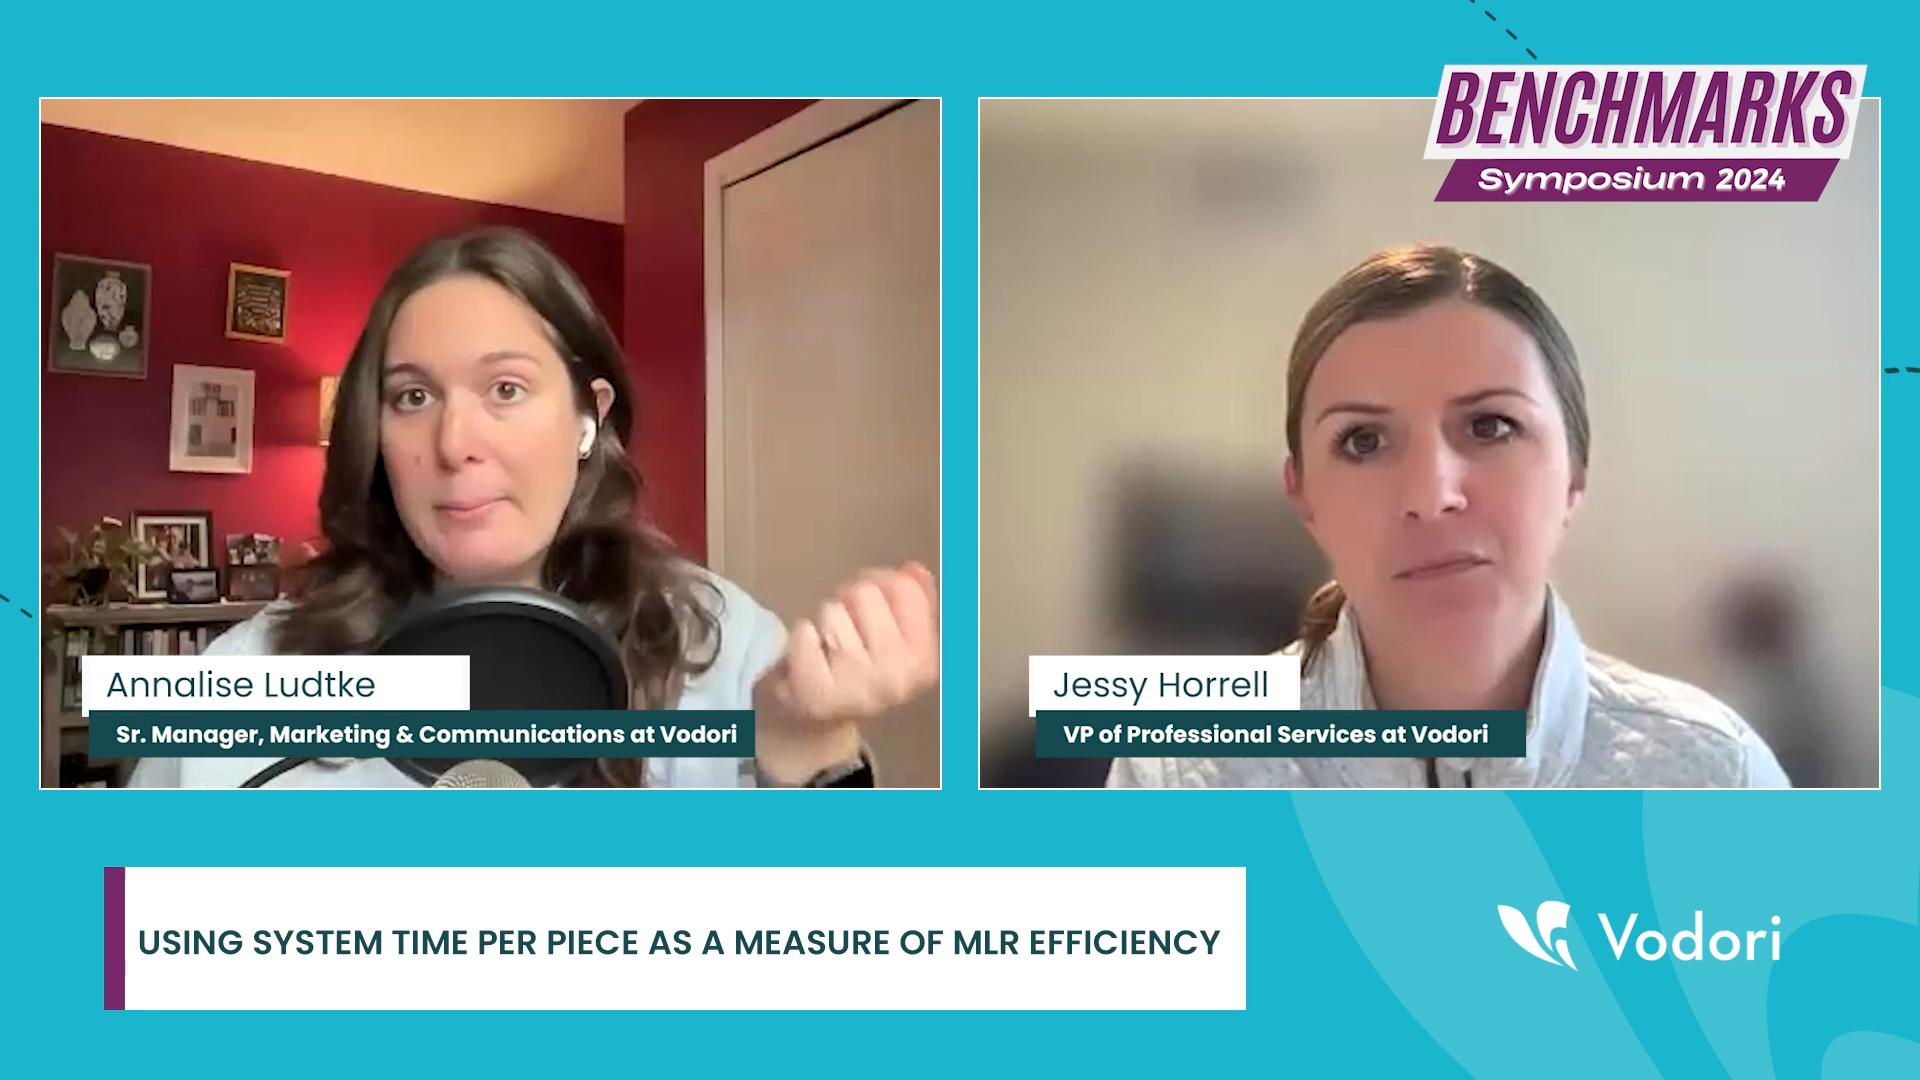 BENCHMARKS
Symposium 2024
Annalise Ludtke
Sr. Manager, Marketing & Communications at Vodori
Jessy Horrell
VP of Professional Services at Vodori
USING SYSTEM TIME PER PIECE AS A MEASURE OF MLR EFFICIENCY
Vodori